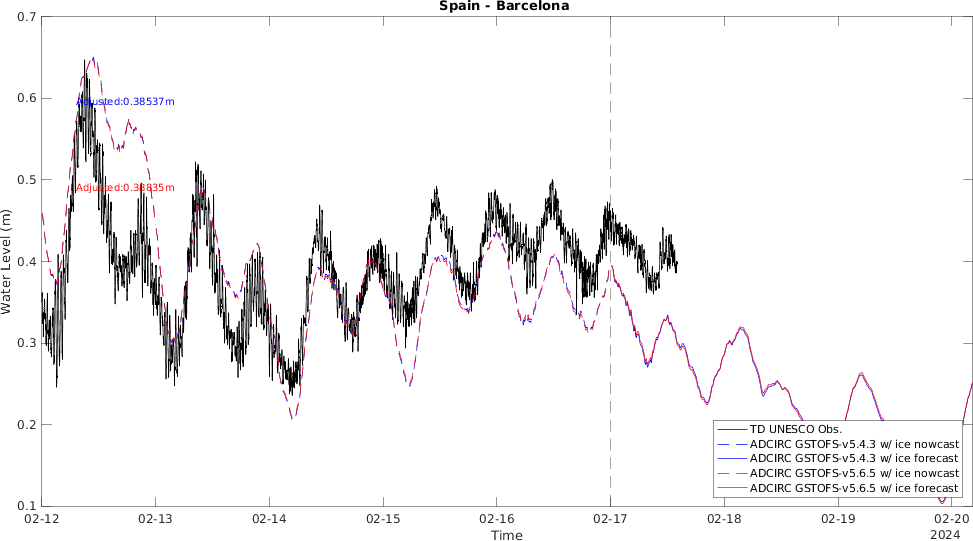 Spain - Barcelona
0.7
0.6
0.5
0.4
0.3
0.2
0.1
Water Level (m)
Adjusted:0.38537m
Adjusted:0.38835m
TD UNESCO Obs.
ADCIRC GSTOFS-v5.4.3 w/ ice nowcast
ADCIRC GSTOFS-v5.4.3 w/ ice forecast
ADCIRC GSTOFS-v5.6.5 w/ ice nowcast
ADCIRC GSTOFS-v5.6.5 w/ ice forecast
02-12 02-13 02-14 02-15 02-16 02-17 02-18 02-19 02-20
Time
2024